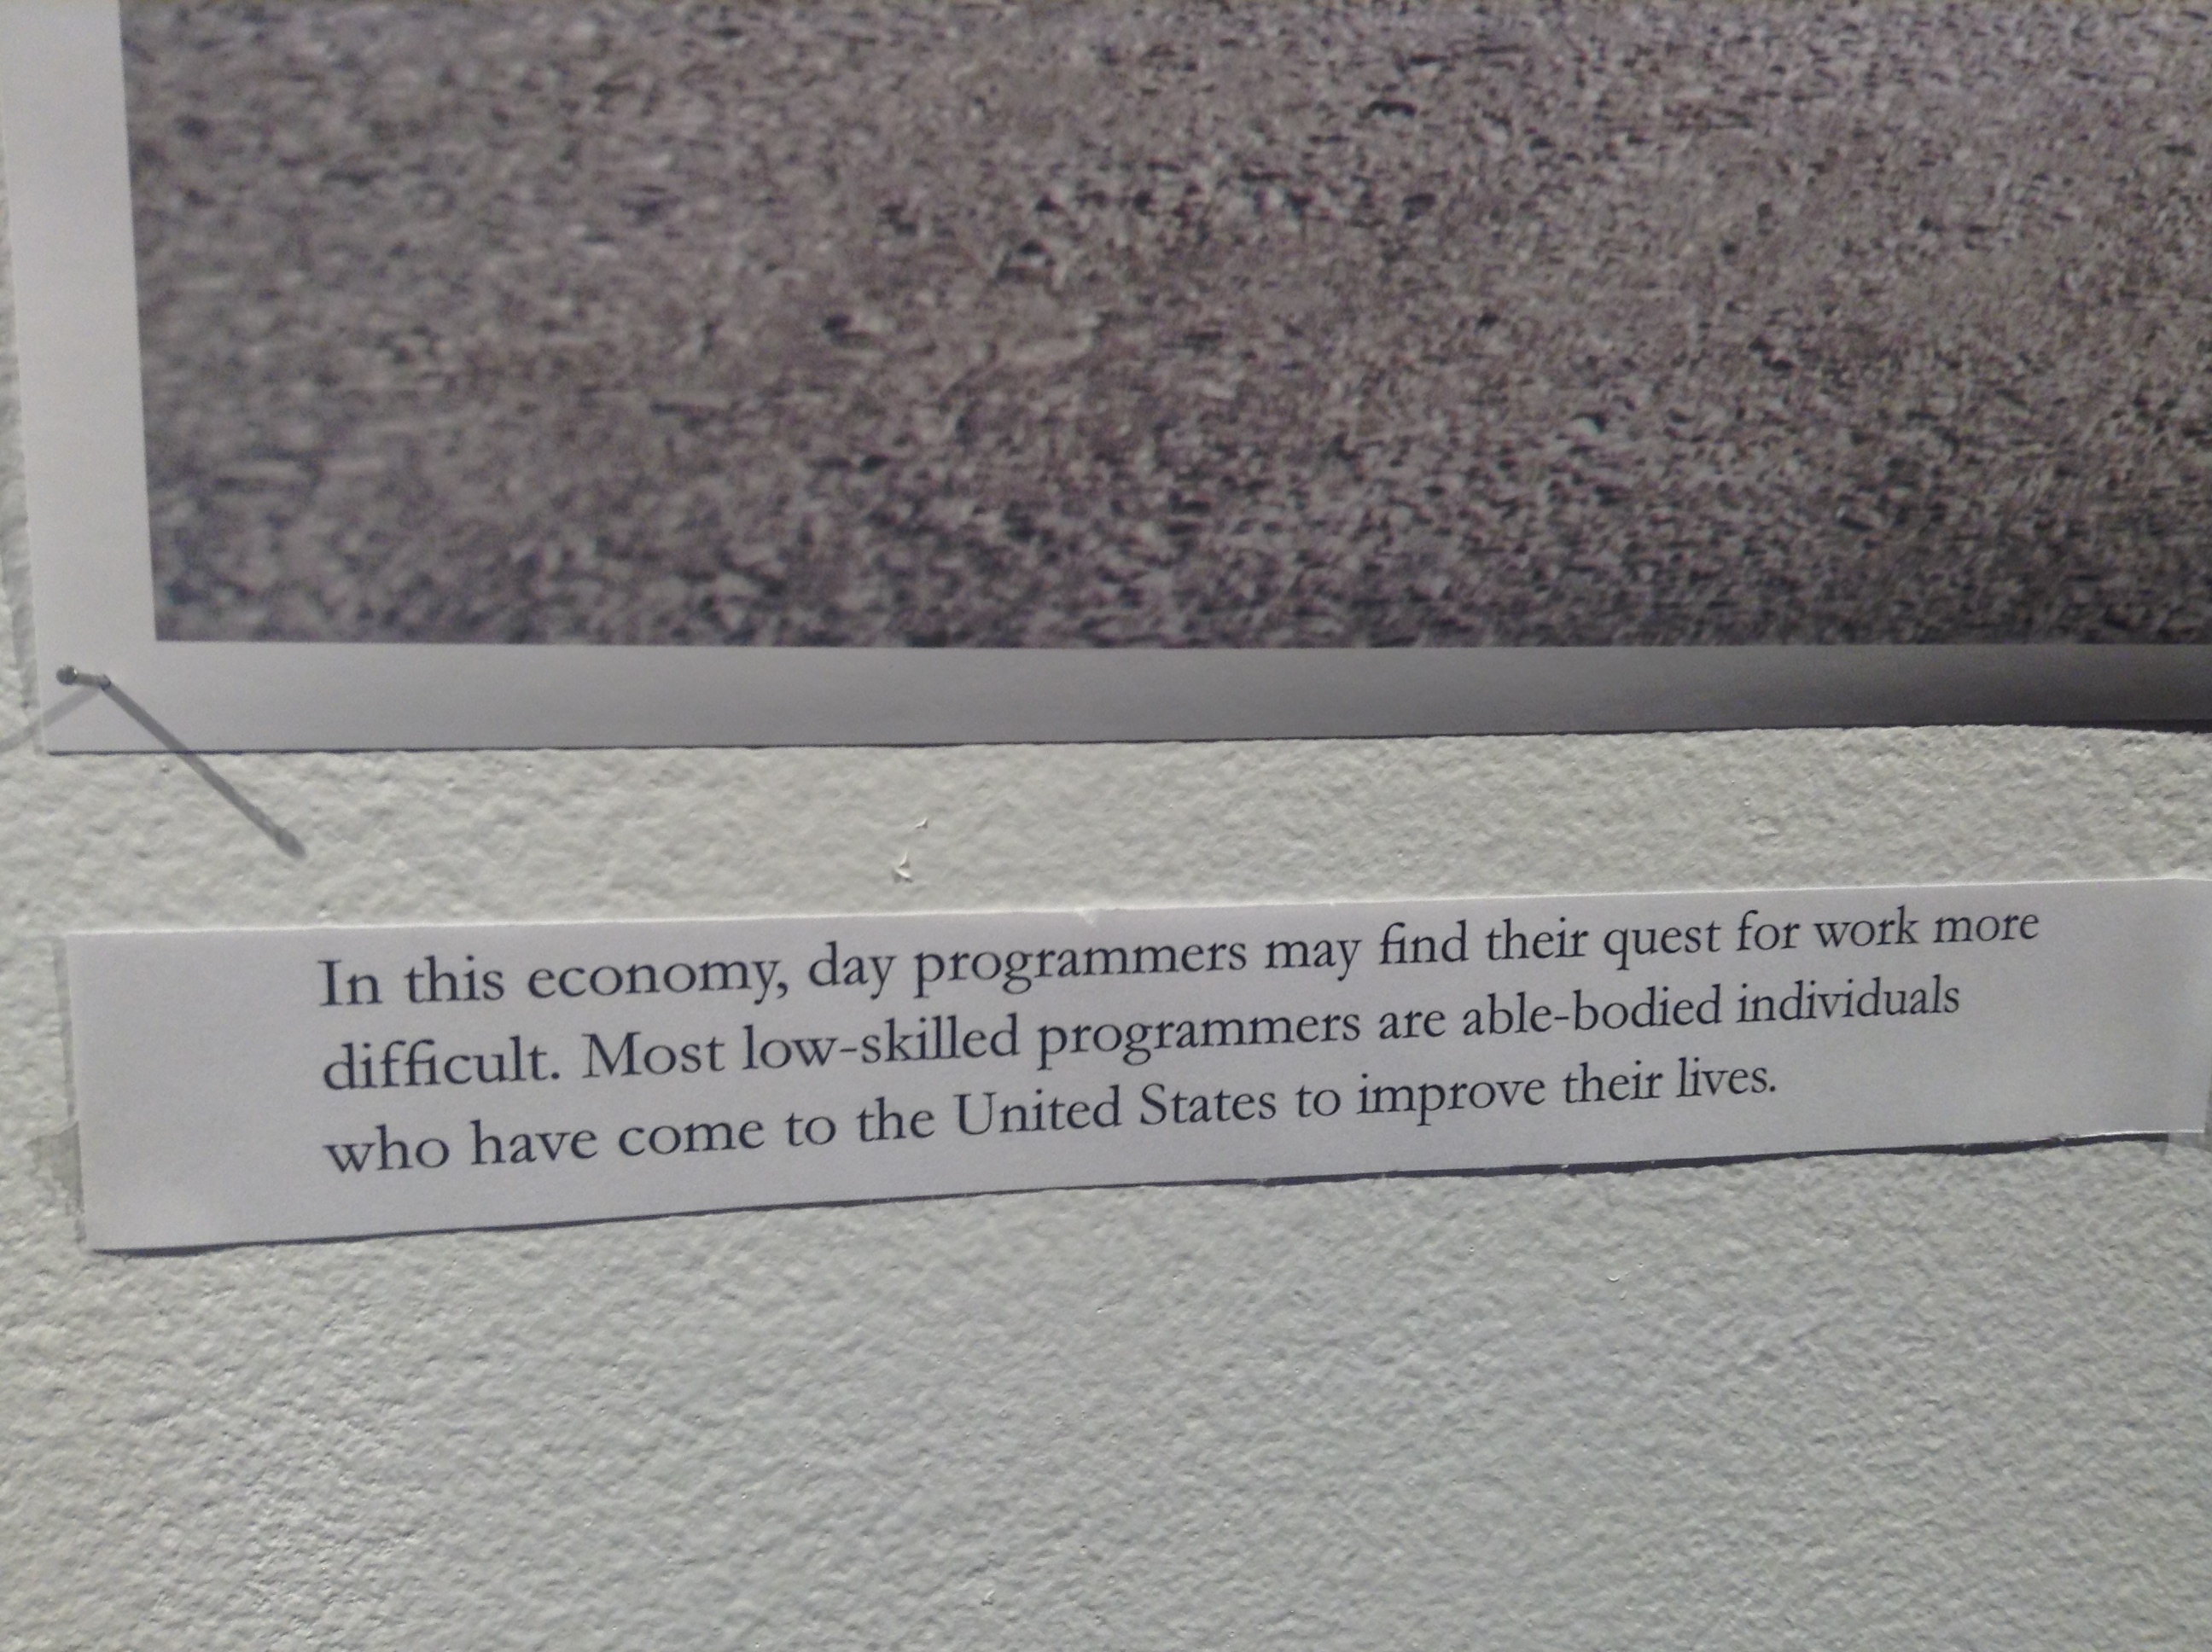 In this economy, day programmers may find their quest for work more
difficult. Most low-skilled programmers are able-bodied individuals
who have come to the United States to improve their lives.